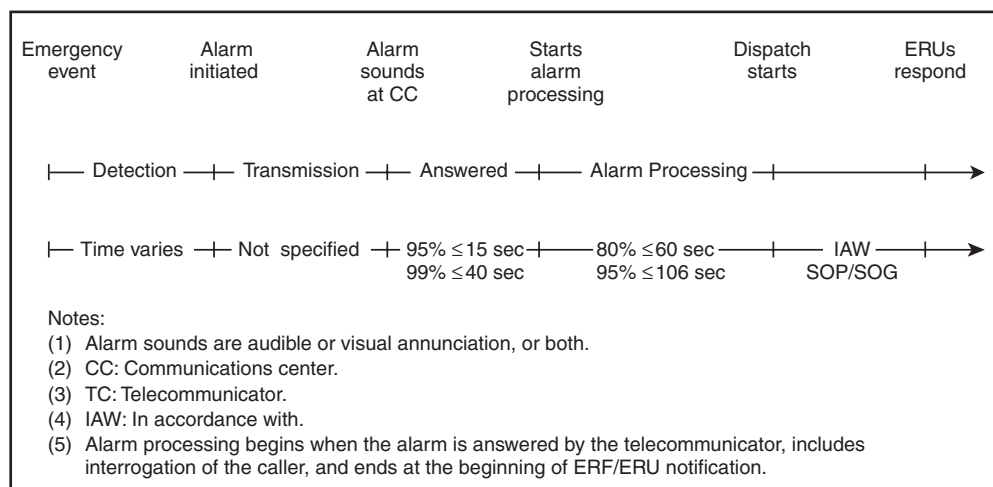 Emergency event
Alarm initiated
Alarm sounds at CC
Starts alarm processing
Dispatch starts
ERUs respond
Detection
Transmission
Answered
Alarm Processing
Time varies
Not specified
95% ≤15 sec
99% ≤40 sec
80% ≤60 sec
95% ≤106 sec
IAW
SOP/SOG
Notes:
(1) Alarm sounds are audible or visual annunciation, or both.
(2) CC: Communications center.
(3) TC: Telecommunicator.
(4) IAW: In accordance with.
(5) Alarm processing begins when the alarm is answered by the telecommunicator, includes
interrogation of the caller, and ends at the beginning of ERF/ERU notification.